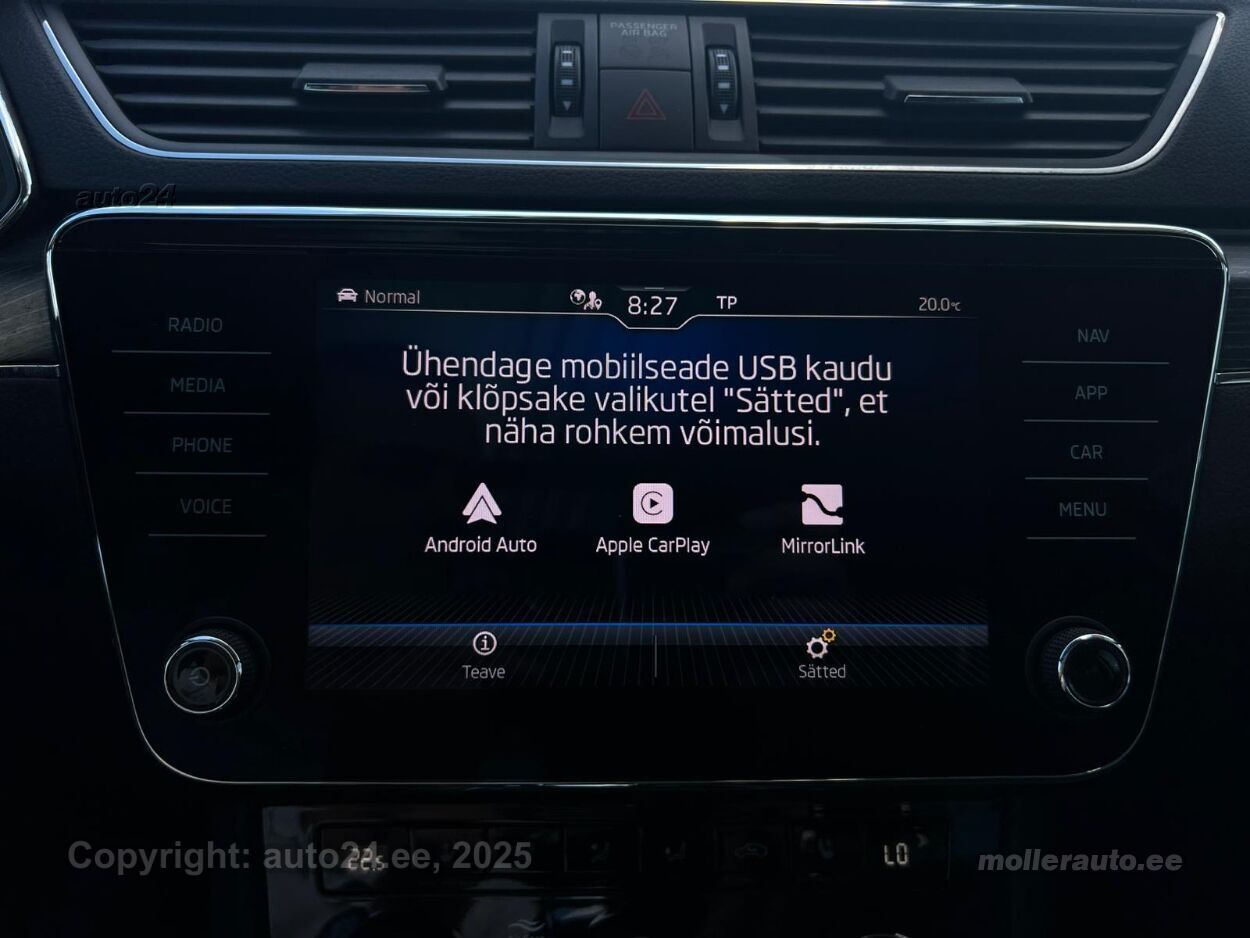 PASSENGER
AIR BAG
auto24
Normal
8:27
TP
20.0°C
RADIO
MEDIA
PHONE
VOICE
Ühendage mobiilseade USB kaudu
või klõpsake valikutel "Sätted", et
näha rohkem võimalusi.
Android Auto
Apple CarPlay
MirrorLink
Teave
Sätted
NAV
APP
CAR
MENU
22.5
LO
Copyright: auto24.ee, 2025
mollerauto.ee